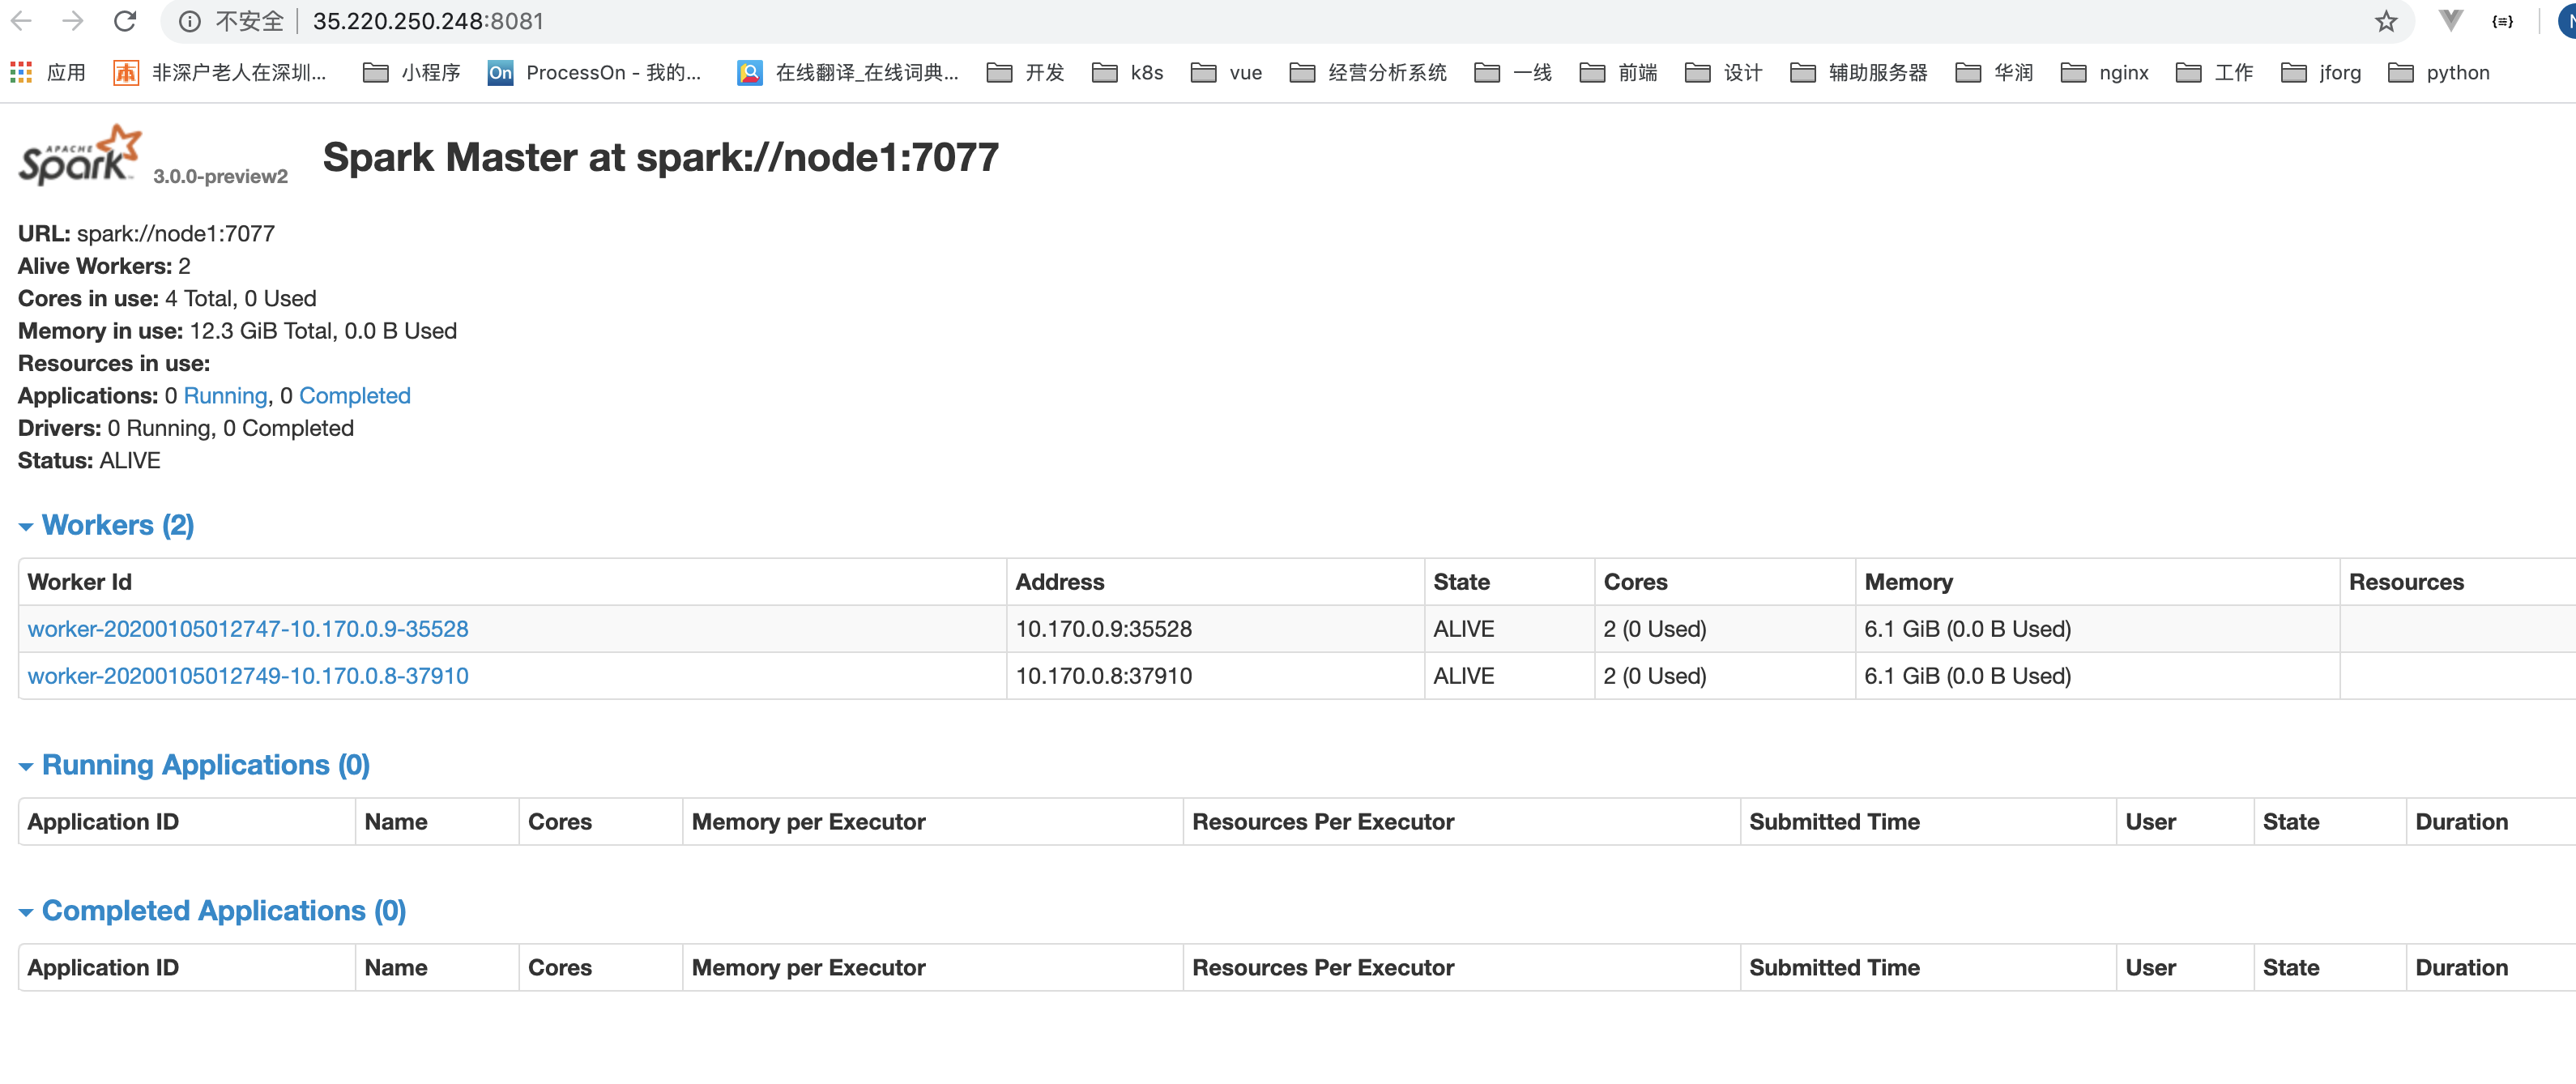 不安全 35.220.250.248:8081
应用 非深户老人在深圳... 小程序 On ProcessOn - 我的... 在线翻译_在线词典... 开发 k8s vue 经营分析系统 一线 前端 设计 辅助服务器 华润 nginx 工作 jforg python
APACHE Spark 3.0.0-preview2 Spark Master at spark://node1:7077
URL: spark://node1:7077
Alive Workers: 2
Cores in use: 4 Total, 0 Used
Memory in use: 12.3 GiB Total, 0.0 B Used
Resources in use:
Applications: 0 Running, 0 Completed
Drivers: 0 Running, 0 Completed
Status: ALIVE
Workers (2)
Worker Id Address State Cores Memory Resources
worker-20200105012747-10.170.0.9-35528 10.170.0.9:35528 ALIVE 2 (0 Used) 6.1 GiB (0.0 B Used)
worker-20200105012749-10.170.0.8-37910 10.170.0.8:37910 ALIVE 2 (0 Used) 6.1 GiB (0.0 B Used)
Running Applications (0)
Application ID Name Cores Memory per Executor Resources Per Executor Submitted Time User State Duration
Completed Applications (0)
Application ID Name Cores Memory per Executor Resources Per Executor Submitted Time User State Duration